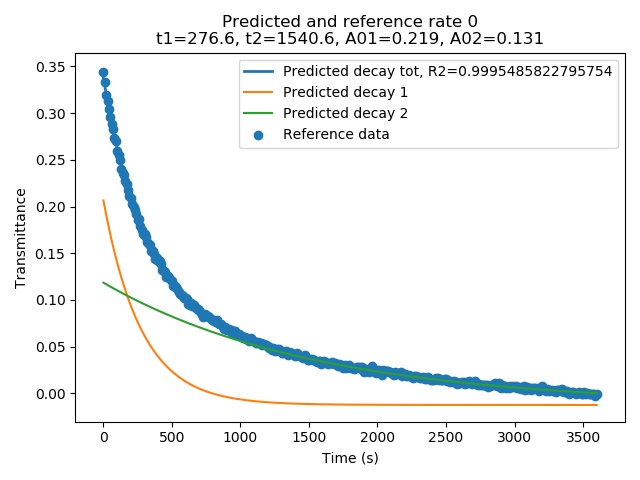 Predicted and reference rate 0
t1=276.6, t2=1540.6, A01=0.219, A02=0.131
Predicted decay tot, R2=0.9995485822795754
Predicted decay 1
Predicted decay 2
Reference data
Transmittance
0.35
0.30
0.25
0.20
0.15
0.10
0.05
0.00
0 500 1000 1500 2000 2500 3000 3500
Time (s)